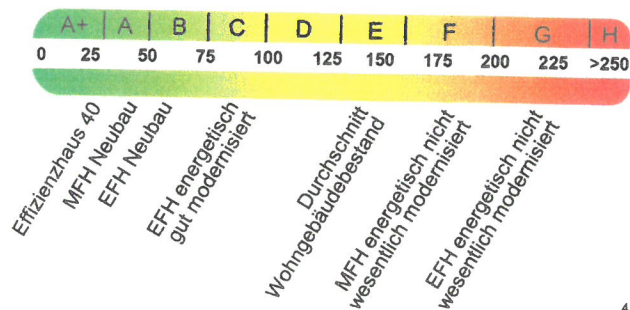 A+ A B C D E F G H
0 25 50 75 100 125 150 175 200 225 >250
Effizienzhaus 40
MFH Neubau
EFH Neubau
EFH energetisch
gut modernisiert
Durchschnitt
Wohngebäudebestand
MFH energetisch nicht
wesentlich modernisiert
EFH energetisch nicht
wesentlich modernisiert
4